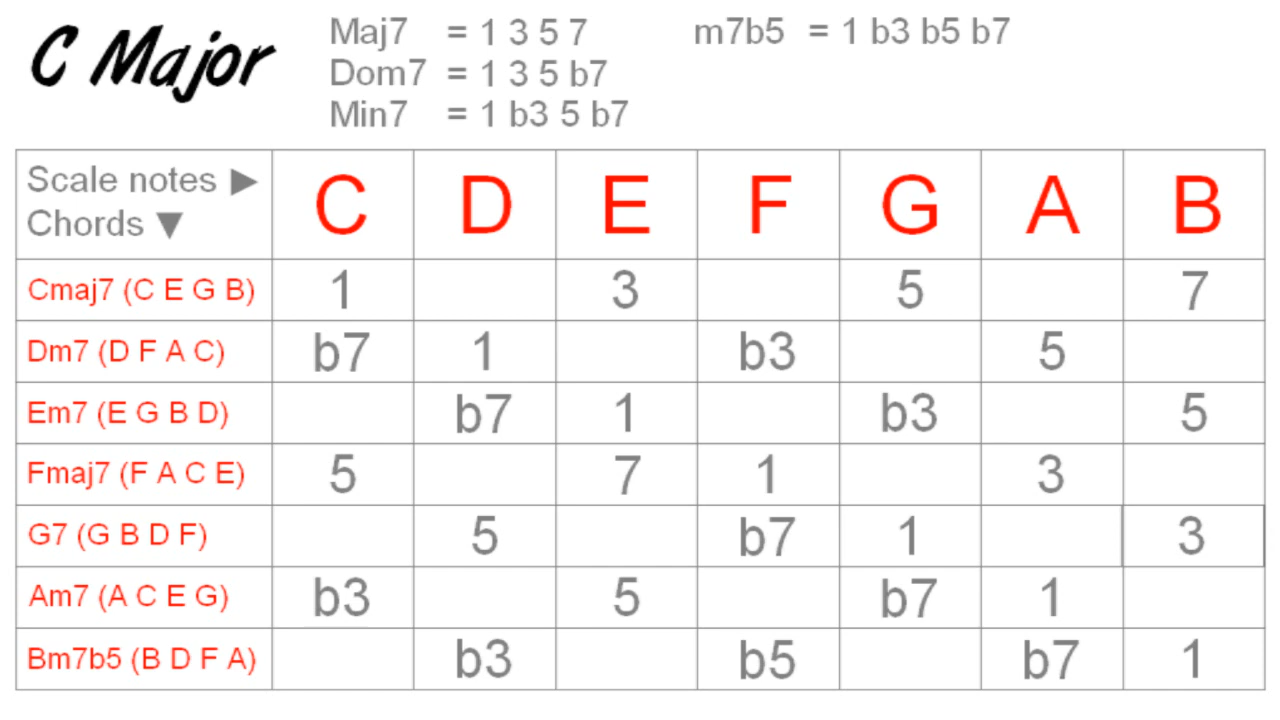 C Major
Maj7 = 1 3 5 7
m7b5 = 1 b3 b5 b7
Dom7 = 1 3 5 b7
Min7 = 1 b3 5 b7
Scale notes ▶
Chords ▼
C D E F G A B
Cmaj7 (C E G B) 1 3 5 7
Dm7 (D F A C) b7 1 b3 5
Em7 (E G B D) b7 1 b3 5
Fmaj7 (F A C E) 5 7 1 3
G7 (G B D F) 5 b7 1 3
Am7 (A C E G) b3 5 b7 1
Bm7b5 (B D F A) b3 b5 b7 1